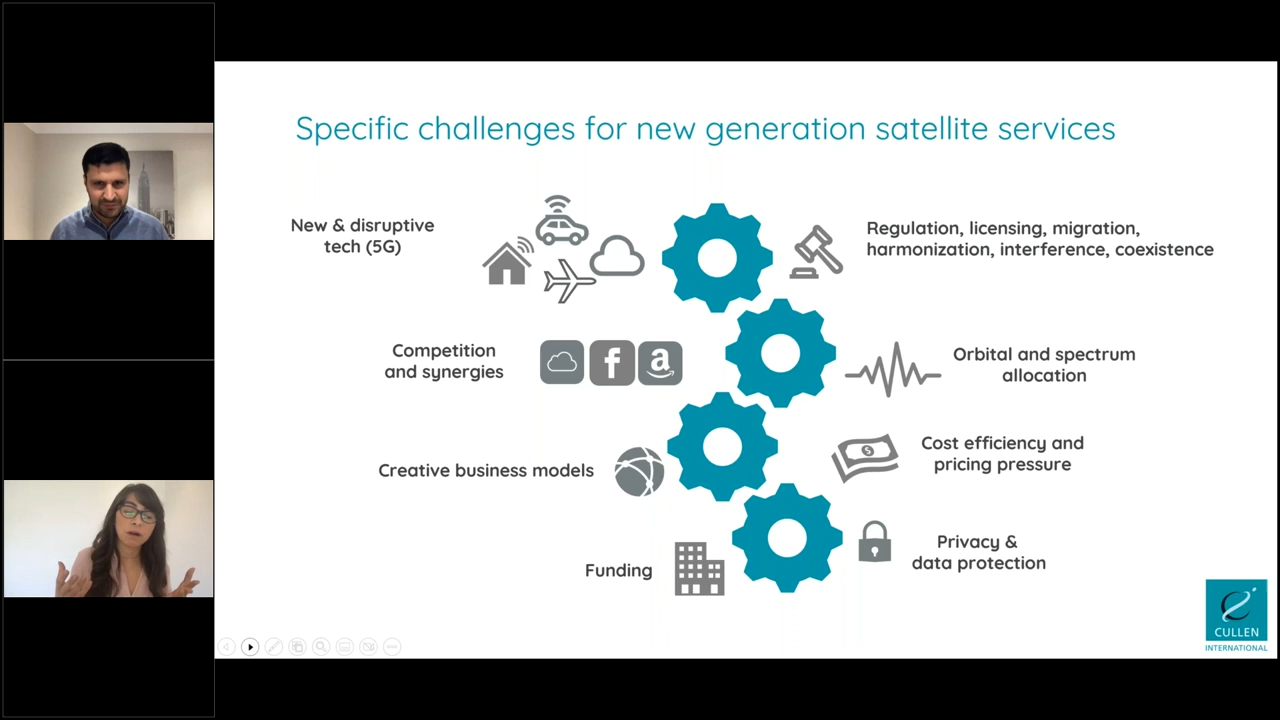 Specific challenges for new generation satellite services
New & disruptive
tech (5G)
Regulation, licensing, migration,
harmonization, interference, coexistence
Competition
and synergies
f
a
Orbital and spectrum
allocation
Creative business models
Cost efficiency and
pricing pressure
$
Funding
Privacy &
data protection
CULLEN
INTERNATIONAL